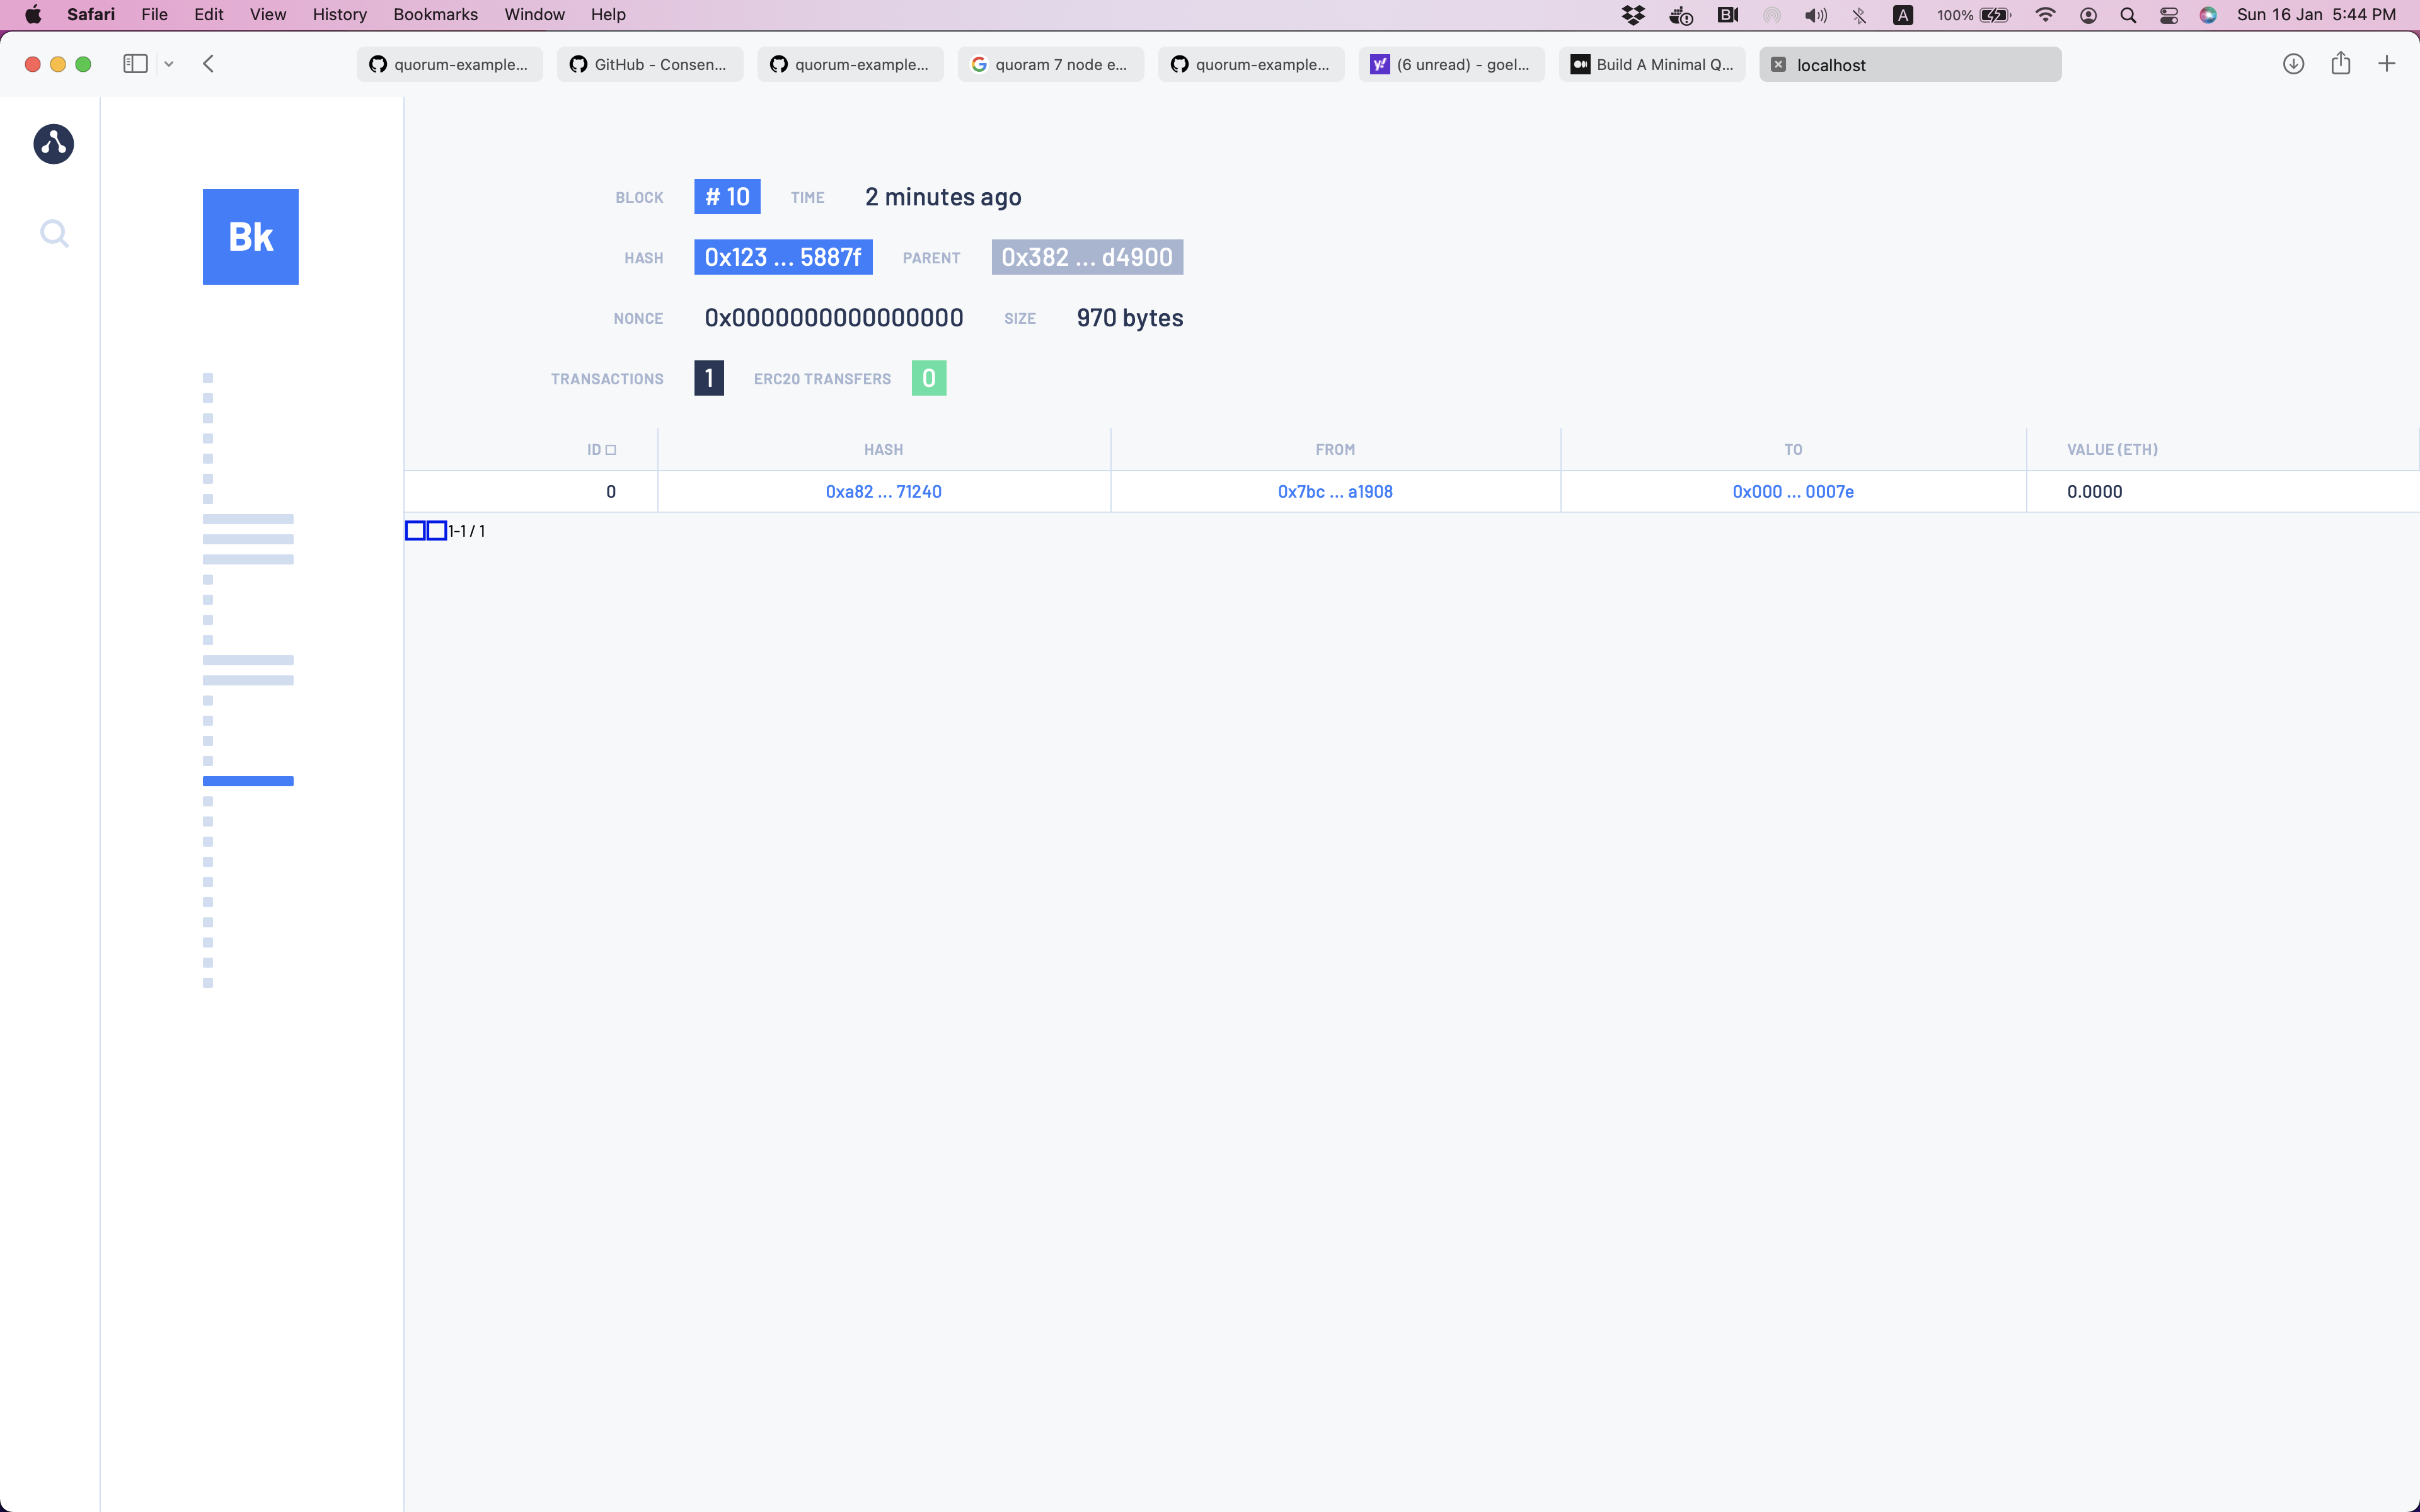 Safari File Edit View History Bookmarks Window Help A 100% Sun 16 Jan 5:44 PM
quorum-example... GitHub - Consen... quorum-example... quoram 7 node e... quorum-example... (6 unread) - goel... Build A Minimal Q... localhost
Bk
BLOCK # 10 TIME 2 minutes ago
HASH 0x123 ... 5887f PARENT 0x382 ... d4900
NONCE 0x0000000000000000 SIZE 970 bytes
TRANSACTIONS 1 ERC20 TRANSFERS 0
ID HASH FROM TO VALUE (ETH)
0 0xa82 ... 71240 0x7bc ... a1908 0x000 ... 0007e 0.0000
1-1 / 1